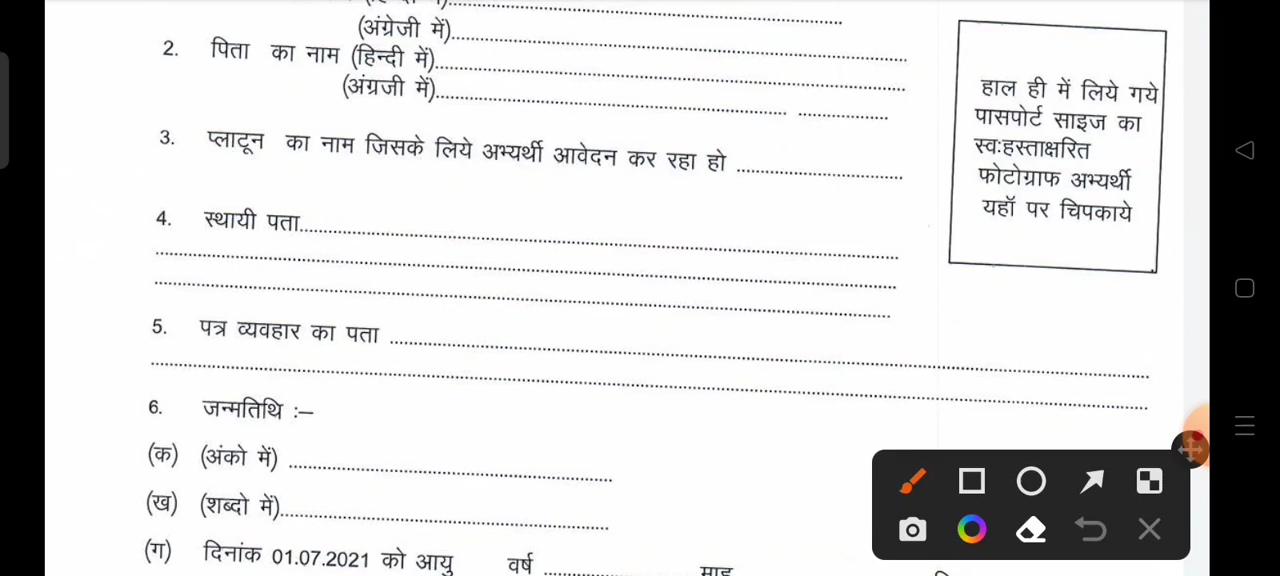 (अंग्रेजी में)
2. पिता का नाम (हिन्दी में)
(अंग्रजी में)
3. प्लाटून का नाम जिसके लिये अभ्यर्थी आवेदन कर रहा हो
4. स्थायी पता
5. पत्र व्यवहार का पता
6. जन्मतिथि :–
(क) (अंको में)
(ख) (शब्दो में)
(ग) दिनांक 01.07.2021 को आयु वर्ष माह
हाल ही में लिये गये
पासपोर्ट साइज का
स्व:हस्ताक्षरित
फोटोग्राफ अभ्यर्थी
यहॉ पर चिपकाये